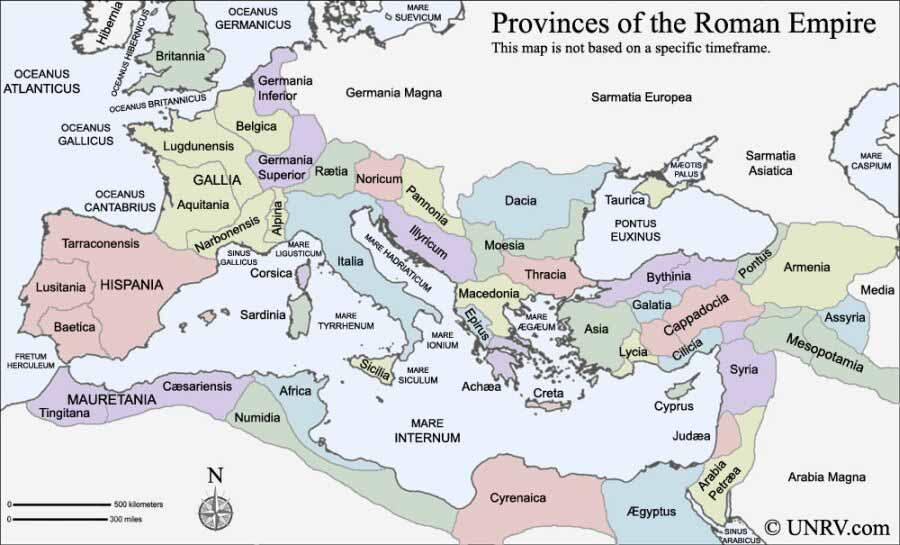 Provinces of the Roman Empire
This map is not based on a specific timeframe.
Hibernia
OCEANUS HIBERNICUS
OCEANUS
GERMANICUS
MARE
SUEVICUM
Britannia
OCEANUS
ATLANTICUS
OCEANUS BRITANNICUS
Germania
Inferior
Germania Magna
Sarmatia Europea
OCEANUS
GALLICUS
Belgica
Lugdunensis
Germania
Superior
GALLIA
Rætia
Noricum
Pannonia
Dacia
MÆOTIS
PALUS
Sarmatia
Asiatica
MARE
CASPIUM
OCEANUS
CANTABRIUS
Aquitania
Alpina
Narbonensis
Illyricum
Taurica
PONTUS
EUXINUS
Tarraconensis
SINUS
GALLICUS
MARE
LIGUSTICUM
MARE HADRIATICUM
Italia
Moesia
Pontus
Armenia
Lusitania
HISPANIA
Corsica
Thracia
Bythinia
Media
Baetica
Sardinia
MARE
TYRRHENUM
Macedonia
Epirus
MARE
ÆGÆUM
Asia
Galatia
Cappadocia
Assyria
FRETUM
HERCULEUM
MARE
IONIUM
Lycia
Cilicia
Mesopotamia
Sicilia
MARE
SICULUM
Achæa
Creta
Cyprus
Syria
MAURETANIA
Tingitana
Cæsariensis
Africa
Numidia
MARE
INTERNUM
Judæa
Arabia
Petræa
Arabia Magna
N
0
500 kilometers
0
300 miles
Cyrenaica
Ægyptus
SINUS
ARABICUS
© UNRV.com